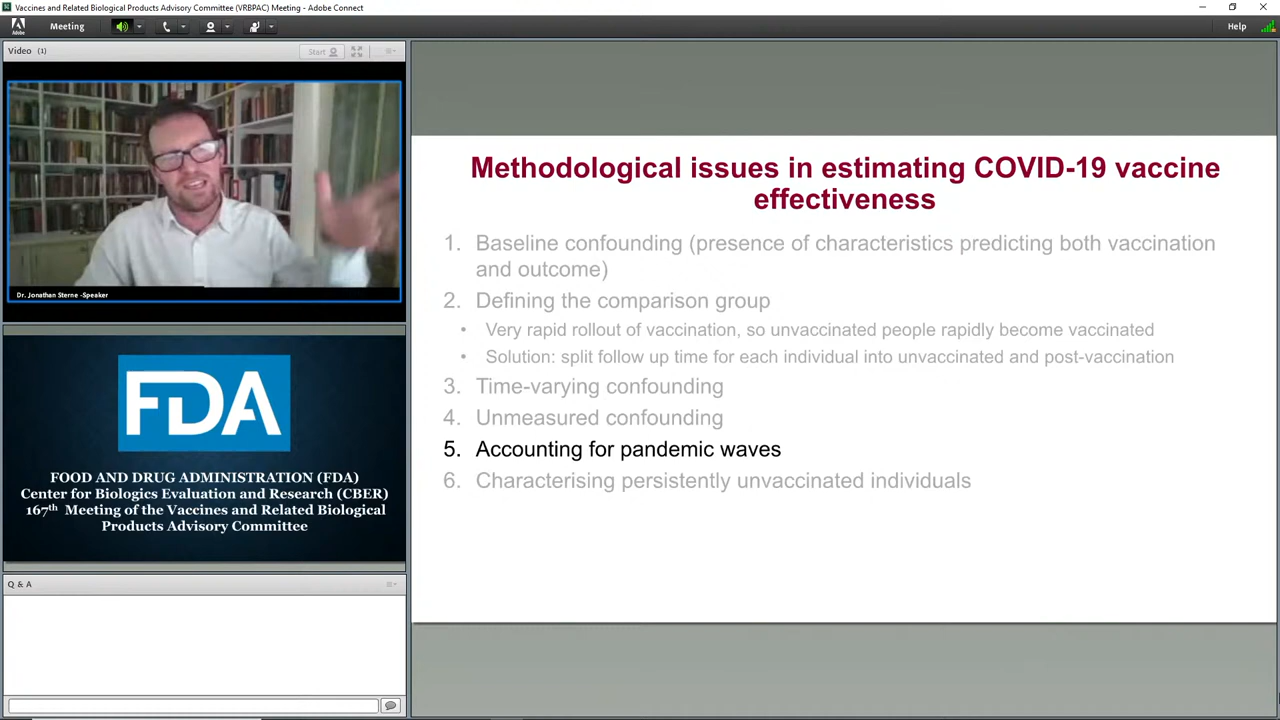 Vaccines and Related Biological Products Advisory Committee (VRBPAC) Meeting - Adobe Connect
Adobe
Meeting
Help
Video (1)
Start
Dr. Jonathan Sterne -Speaker
FDA
FOOD AND DRUG ADMINISTRATION (FDA)
Center for Biologics Evaluation and Research (CBER)
167th Meeting of the Vaccines and Related Biological
Products Advisory Committee
Q & A
Methodological issues in estimating COVID-19 vaccine
effectiveness
1. Baseline confounding (presence of characteristics predicting both vaccination
and outcome)
2. Defining the comparison group
• Very rapid rollout of vaccination, so unvaccinated people rapidly become vaccinated
• Solution: split follow up time for each individual into unvaccinated and post-vaccination
3. Time-varying confounding
4. Unmeasured confounding
5. Accounting for pandemic waves
6. Characterising persistently unvaccinated individuals